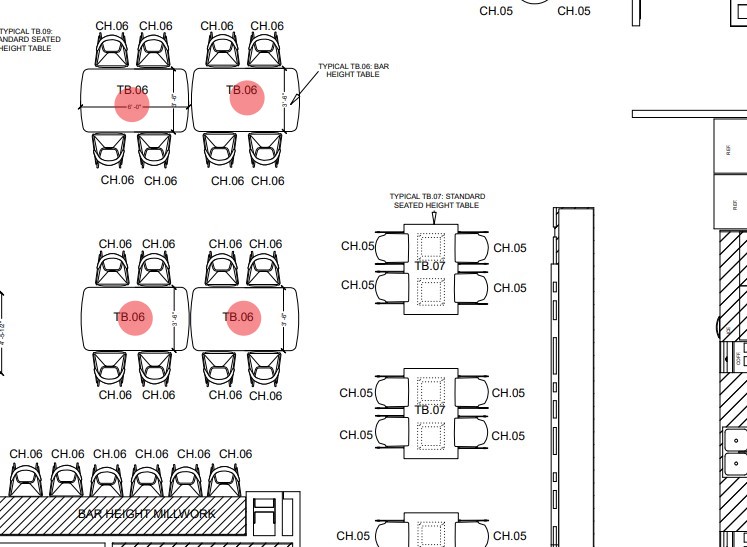 CH.05 CH.05
TYPICAL TB.09:
ANDARD SEATED
HEIGHT TABLE
CH.06 CH.06 CH.06 CH.06
TYPICAL TB.06: BAR
HEIGHT TABLE
TB.06 TB.06
6'-0" 3'-6" 3'-6"
CH.06 CH.06 CH.06 CH.06
REF.
REF.
TYPICAL TB.07: STANDARD
SEATED HEIGHT TABLE
CH.06 CH.06 CH.06 CH.06
CH.05 CH.05
TB.07
CH.05 CH.05
TB.06 TB.06
3'-6" 3'-6"
4'-5-1/2"
COFF.
CH.06 CH.06 CH.06 CH.06
CH.05 CH.05
TB.07
CH.05 CH.05
CH.06 CH.06 CH.06 CH.06 CH.06 CH.06
BAR HEIGHT MILLWORK
CH.05 CH.05